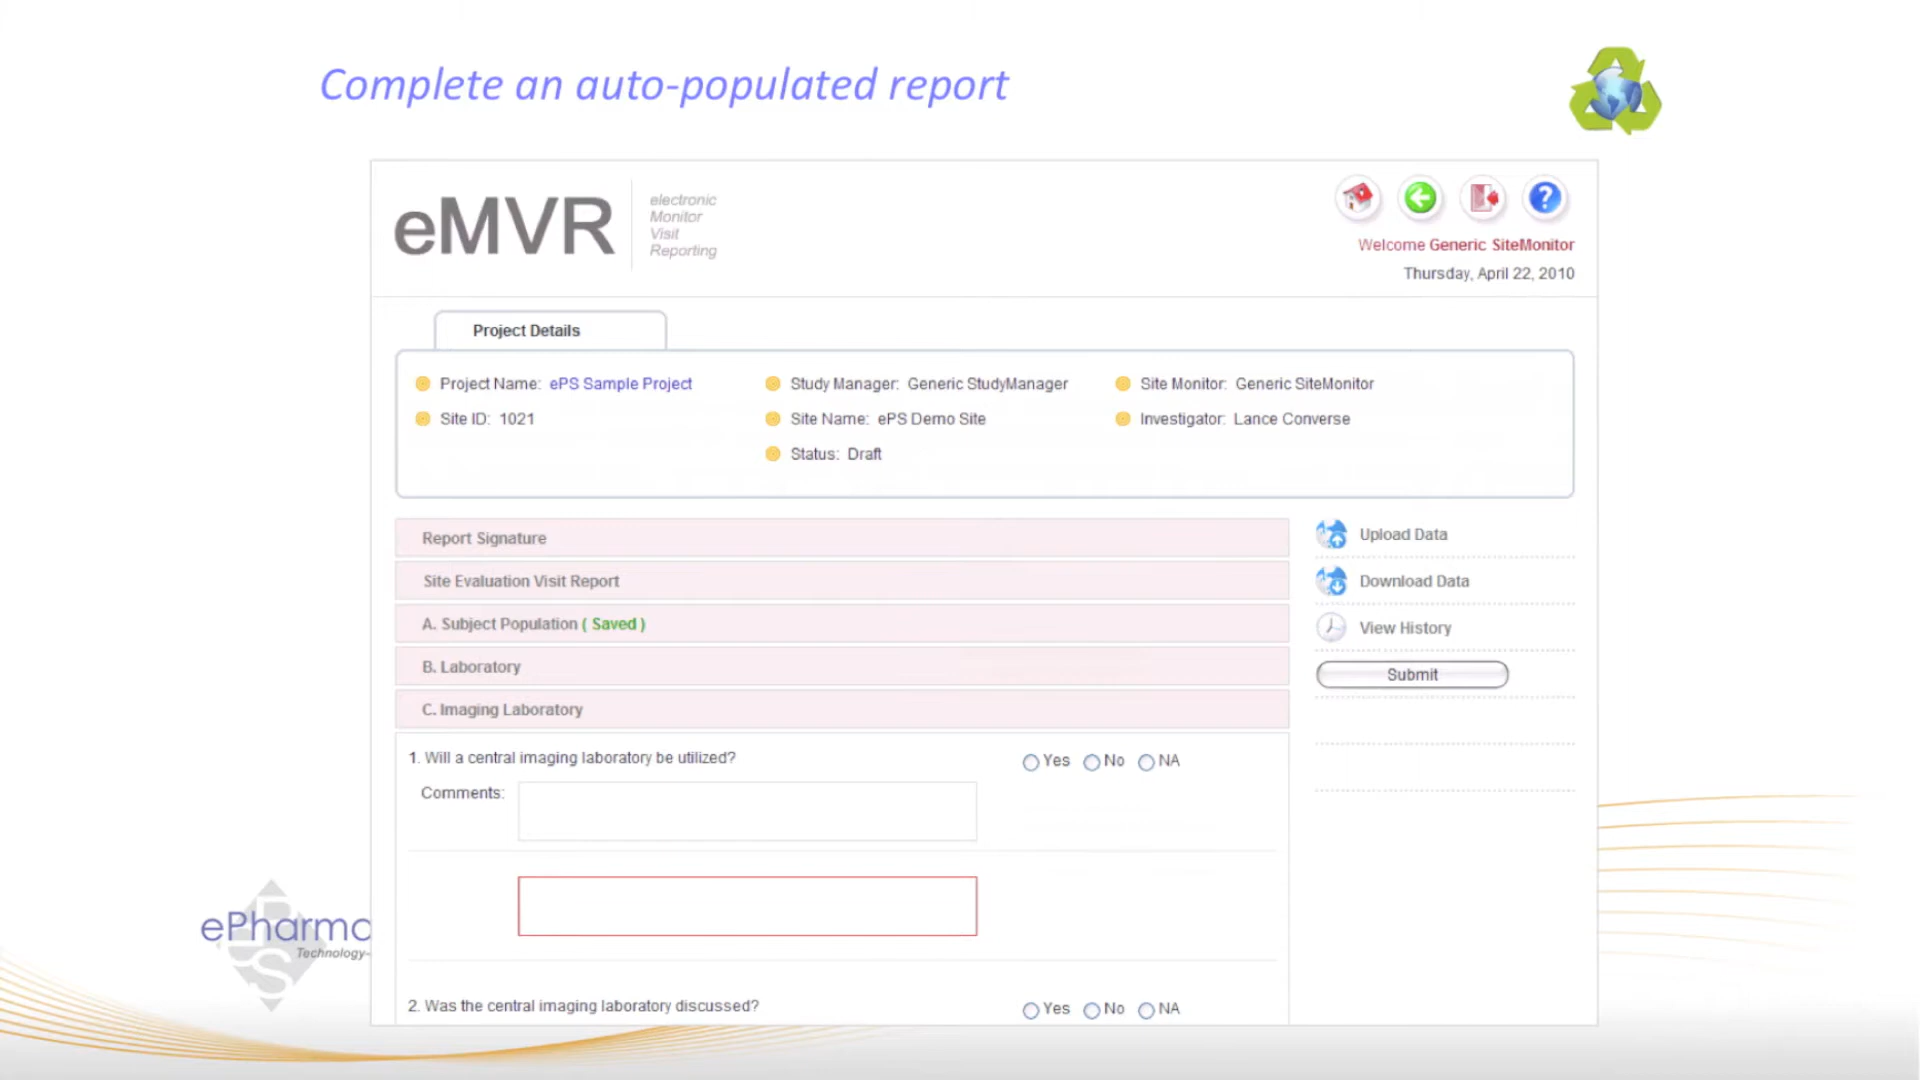 Complete an auto-populated report
eMVR
electronic
Monitor
Visit
Reporting
Welcome Generic SiteMonitor
Thursday, April 22, 2010
Project Details
Project Name: ePS Sample Project
Study Manager: Generic StudyManager
Site Monitor: Generic SiteMonitor
Site ID: 1021
Site Name: ePS Demo Site
Investigator: Lance Converse
Status: Draft
Report Signature
Site Evaluation Visit Report
A. Subject Population ( Saved )
B. Laboratory
C. Imaging Laboratory
Upload Data
Download Data
View History
Submit
1. Will a central imaging laboratory be utilized?
Yes No NA
Comments:
2. Was the central imaging laboratory discussed?
Yes No NA
ePharmo
Technology-